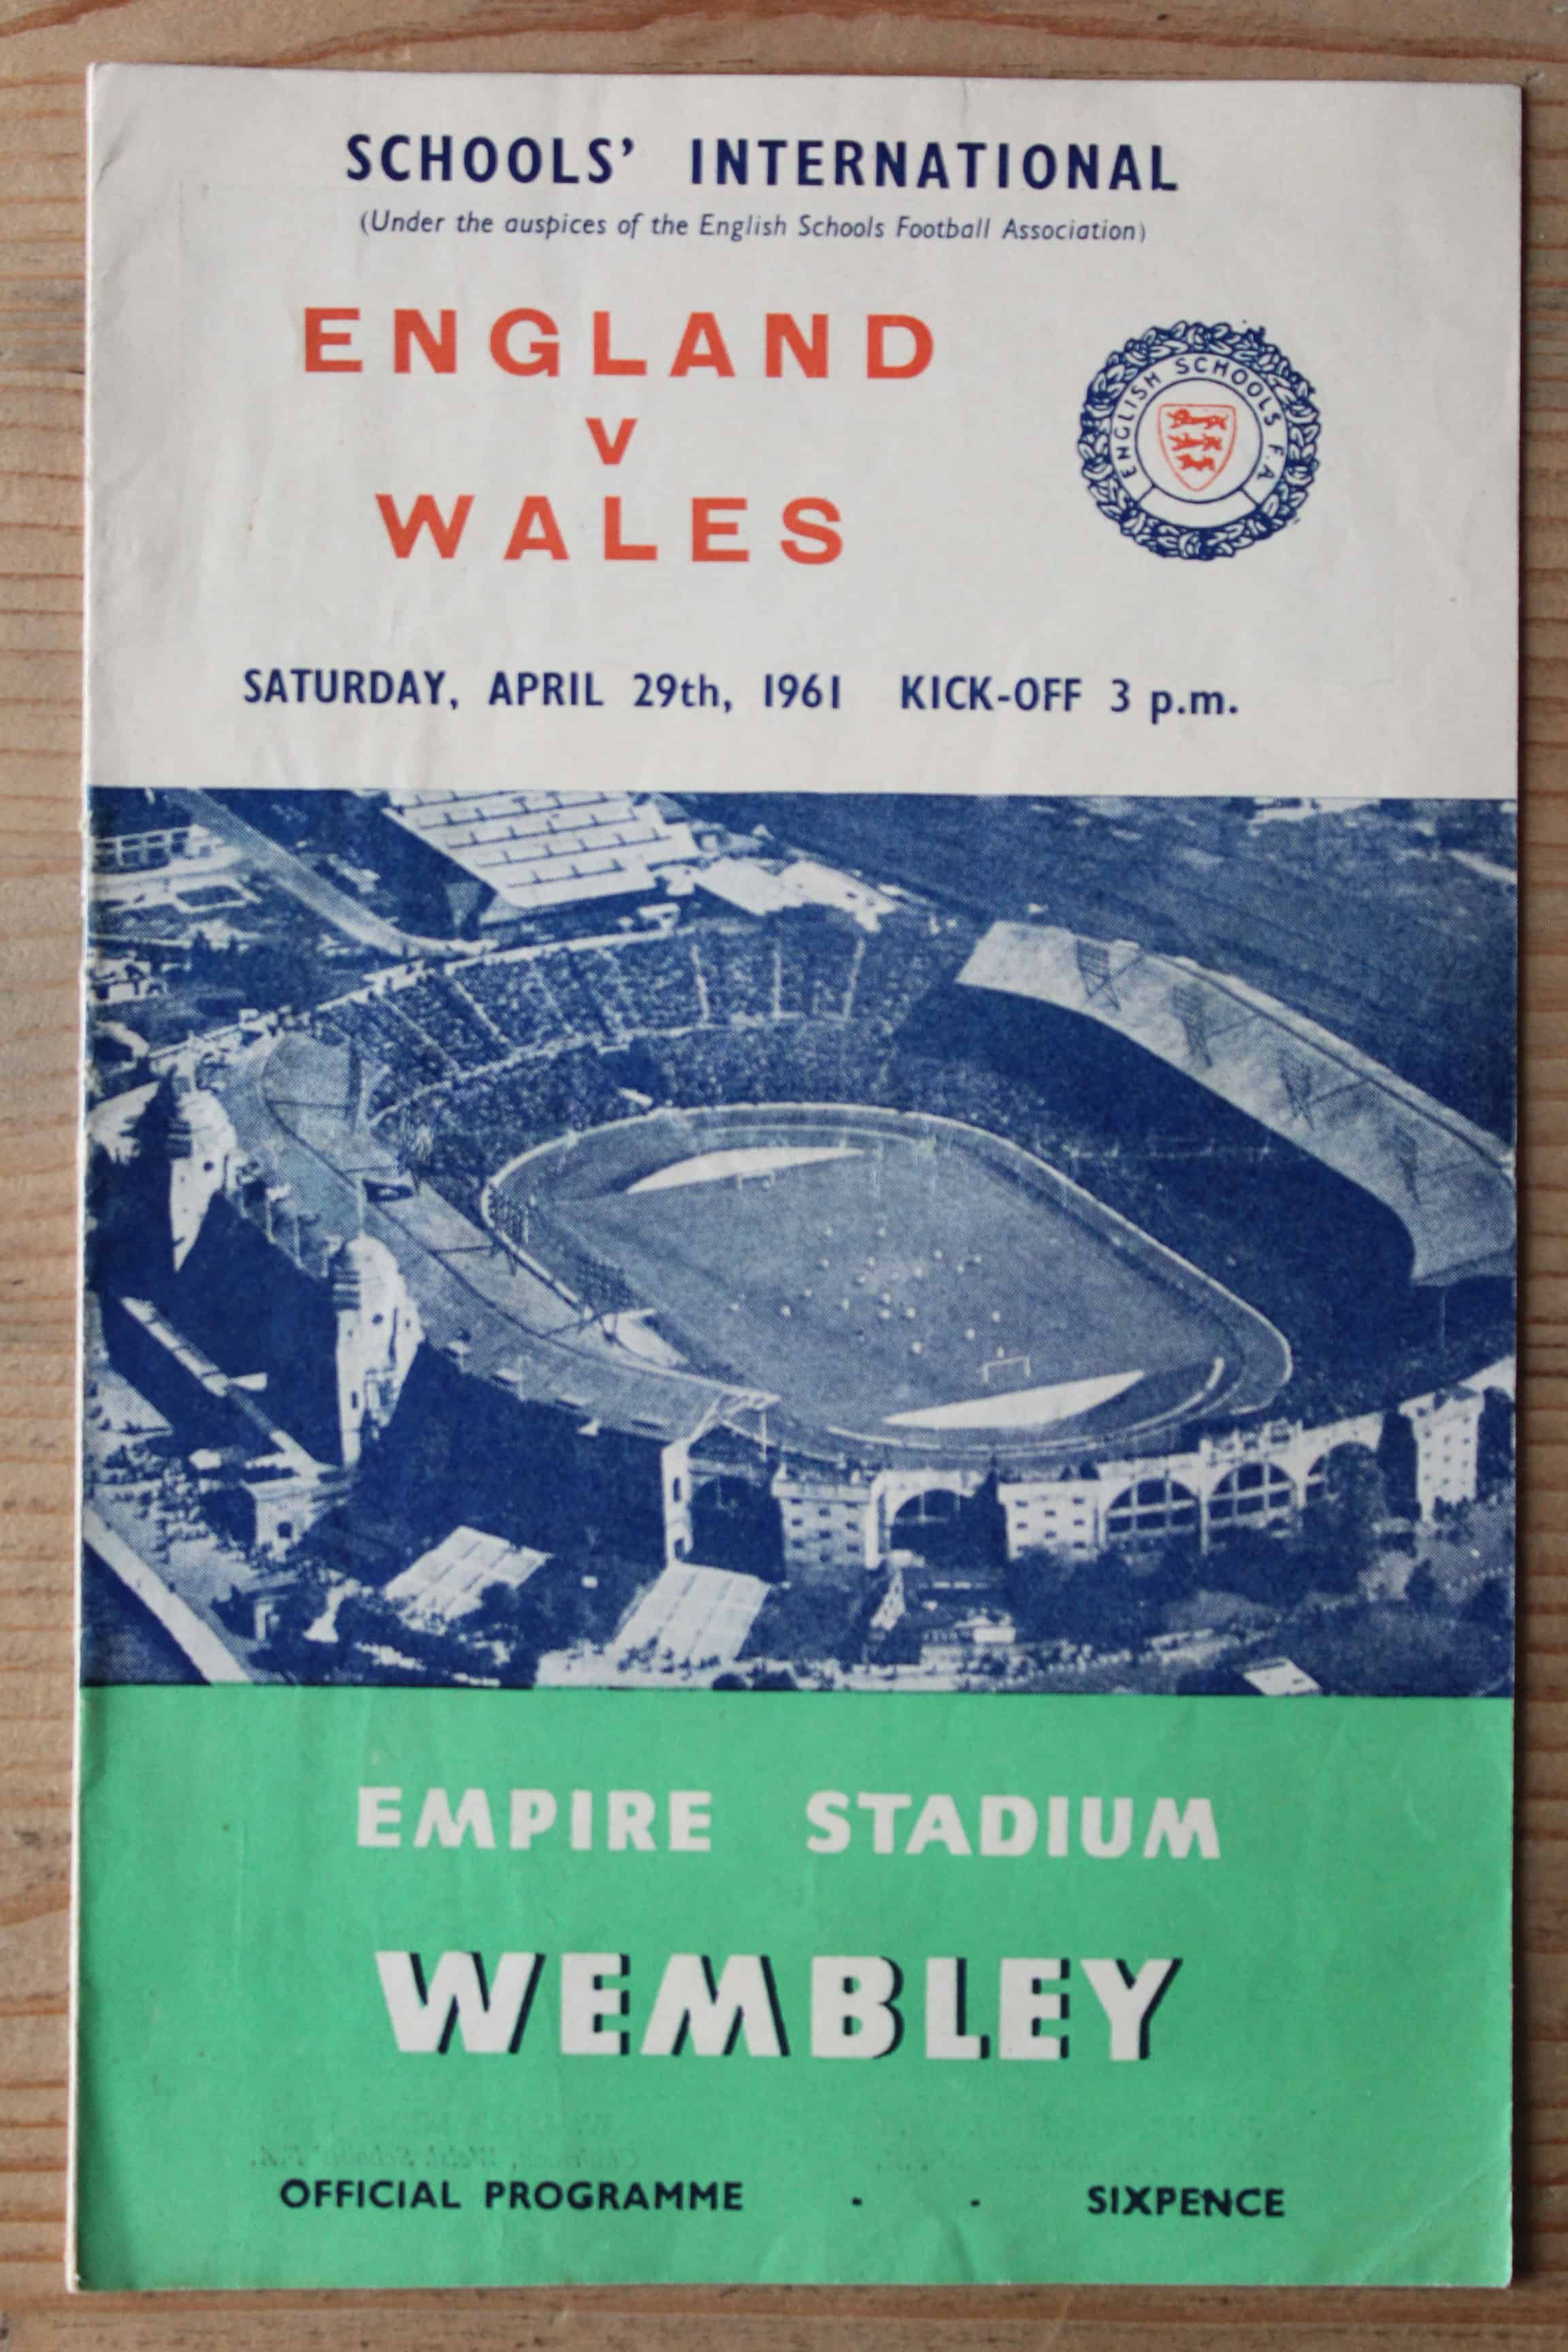 SCHOOLS' INTERNATIONAL
(Under the auspices of the English Schools Football Association)
ENGLAND
v
WALES
ENGLISH SCHOOLS F.A.
SATURDAY, APRIL 29th, 1961 KICK-OFF 3 p.m.
EMPIRE STADIUM
WEMBLEY
OFFICIAL PROGRAMME - - SIXPENCE